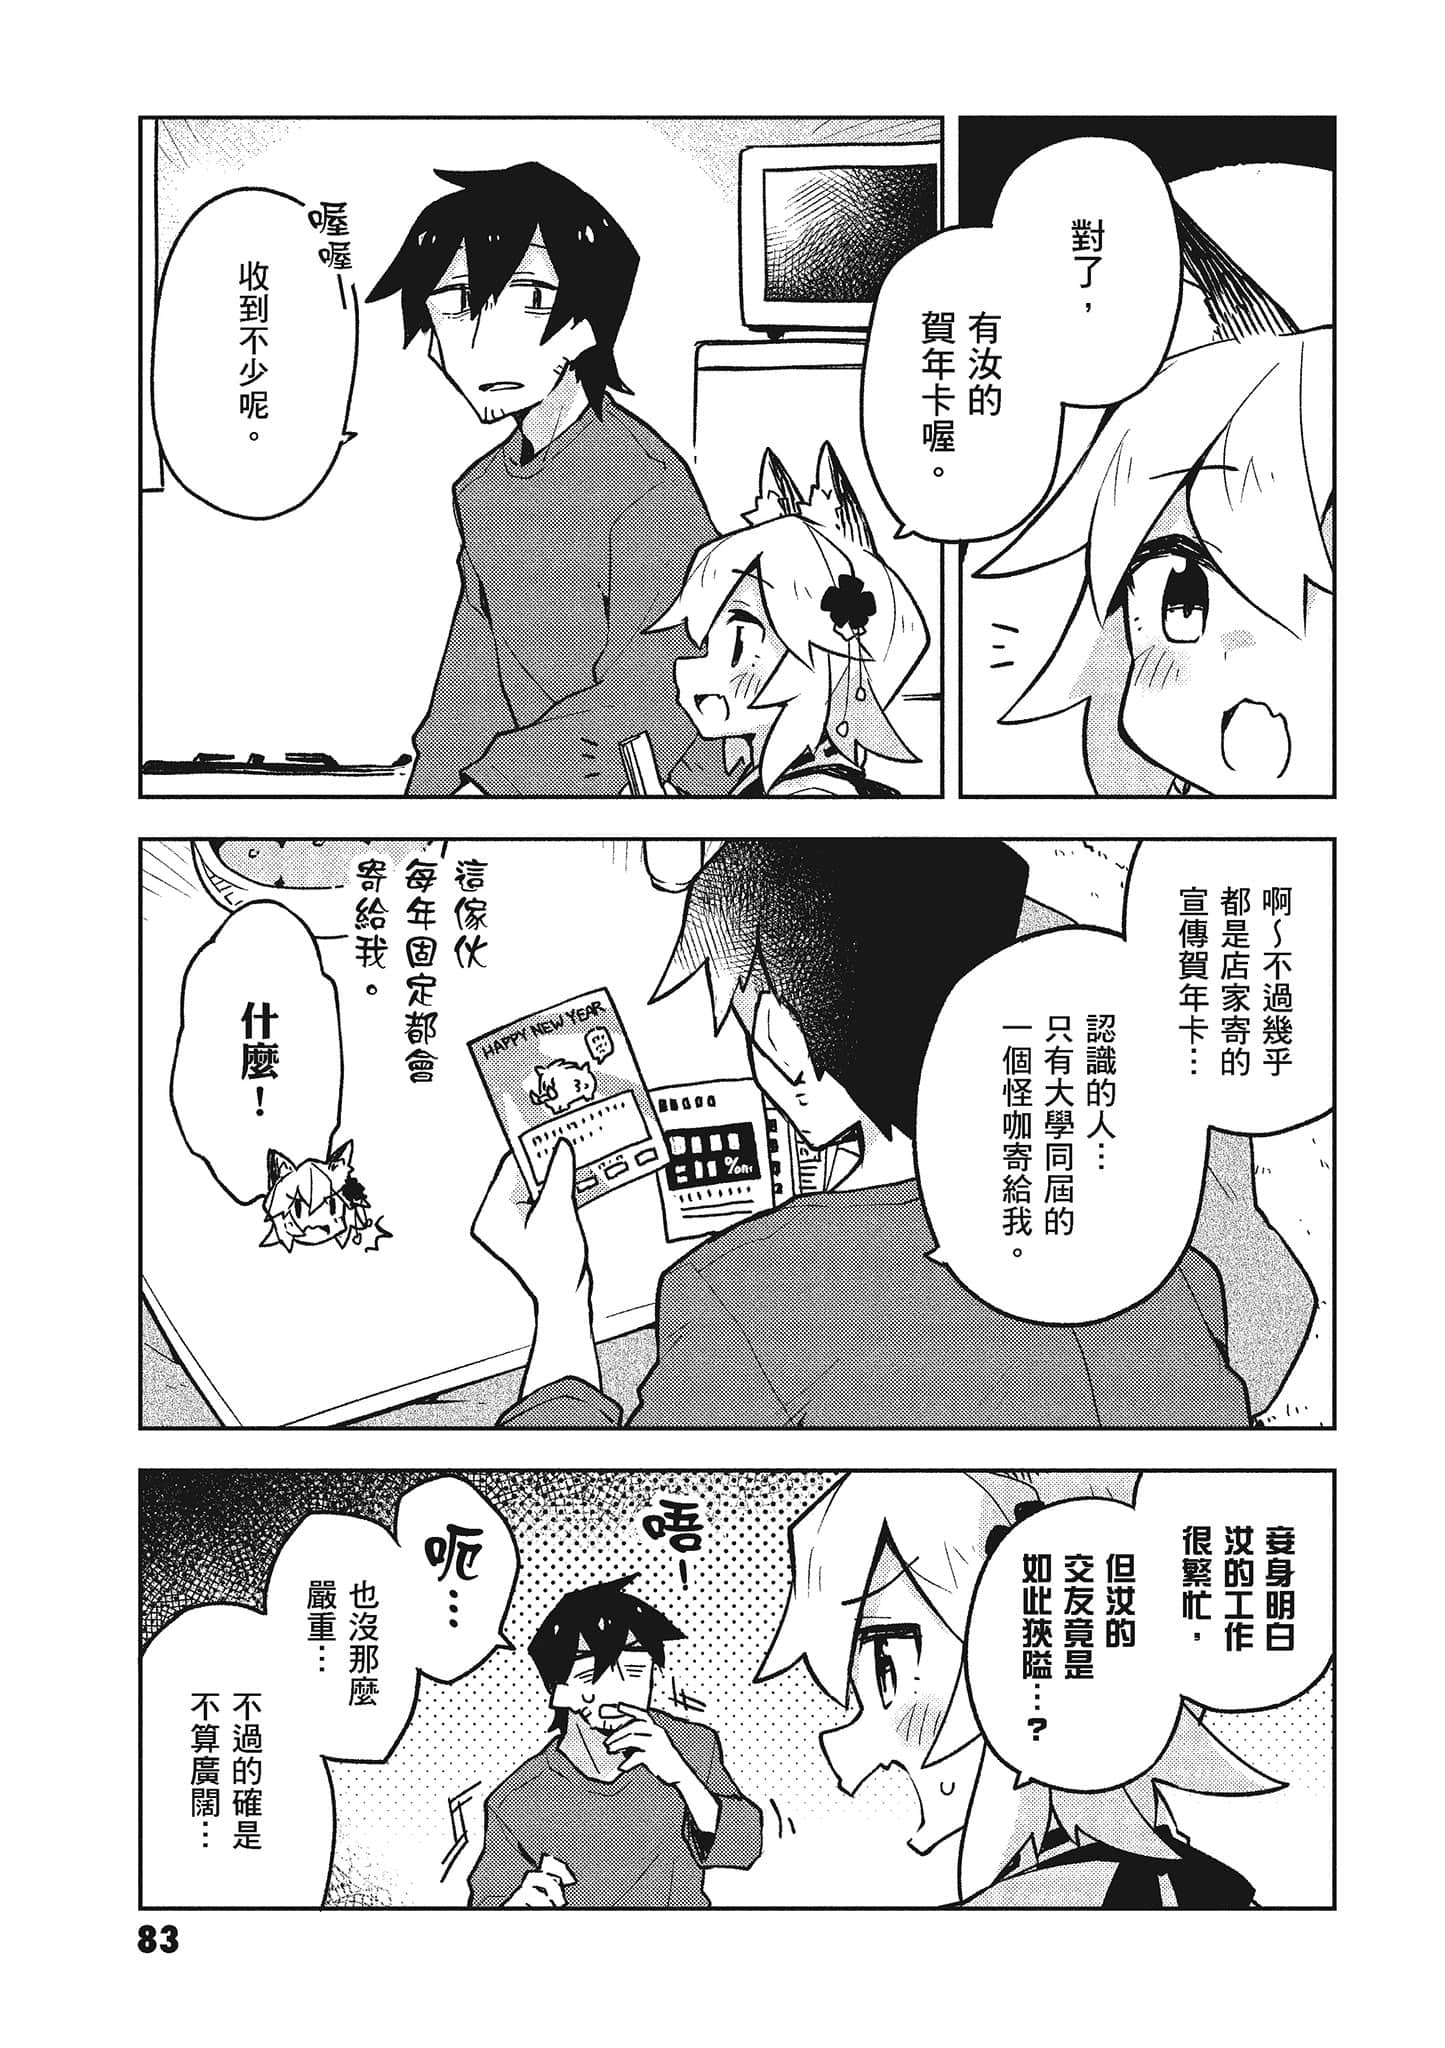 對了，
有汝的
賀年卡喔。
喔喔
收到不少呢。
啊～不過幾乎
都是店家寄的
宣傳賀年卡…
認識的人…
只有大學同屆的
一個怪咖寄給我。
HAPPY NEW YEAR
%OFF
這傢伙
每年固定都會
寄給我。
什麼！
妾身明白
汝的工作
很繁忙，
但汝的
交友竟是
如此狹隘…？
唔！
呃…
也沒那麼
嚴重…
不過的確是
不算廣闊…
83